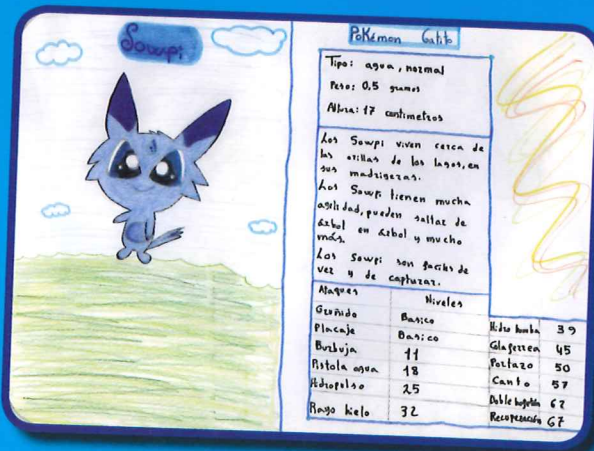 Sowpi
Pokémon Gatito
Tipo: agua, normal
Peso: 0,5 gramos
Altura: 17 centimetros
Los Sowpi viven cerca de
las orillas de los lagos, en
sus madrigeras.
Los Sowpi tienen mucha
agilidad, pueden saltar de
árbol en árbol y mucho
más.
Los Sowpi son faciles de
ver y de capturar.
Ataques Niveles
Gruñido Basico
Placaje Basico
Burbuja 11
Pistola agua 18
Hidropulso 25
Rayo hielo 32
Hidro bomba 39
45
Portazo 50
Canto 57
Doble bofetón 62
Recuperación 67